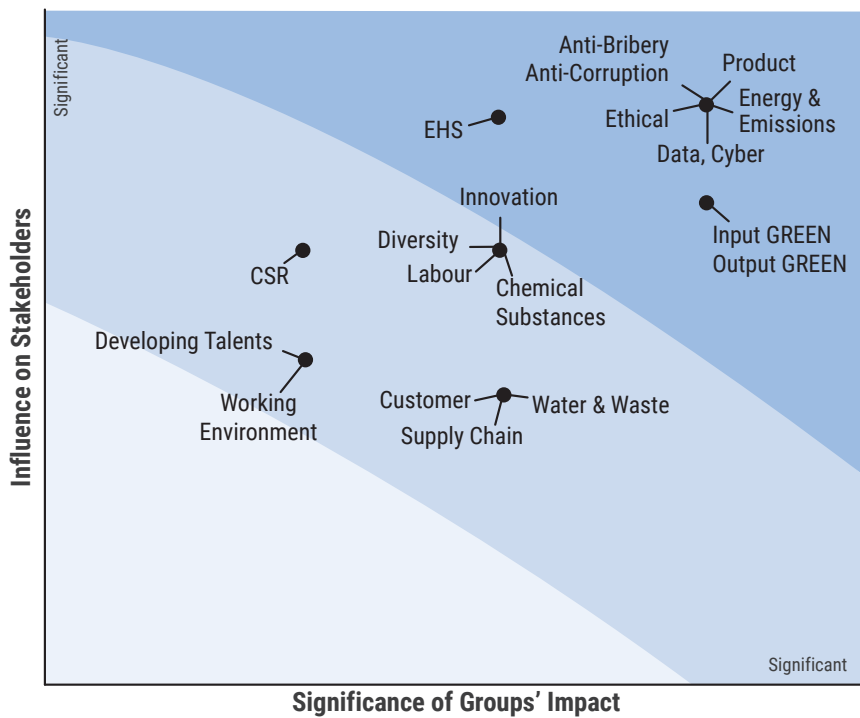 Significant
Anti-Bribery
Anti-Corruption
Product
Ethical
Energy &
Emissions
Data, Cyber
EHS
Innovation
Diversity
Labour
Chemical
Substances
Input GREEN
Output GREEN
CSR
Developing Talents
Working
Environment
Customer
Water & Waste
Supply Chain
Influence on Stakeholders
Significant
Significance of Groups’ Impact